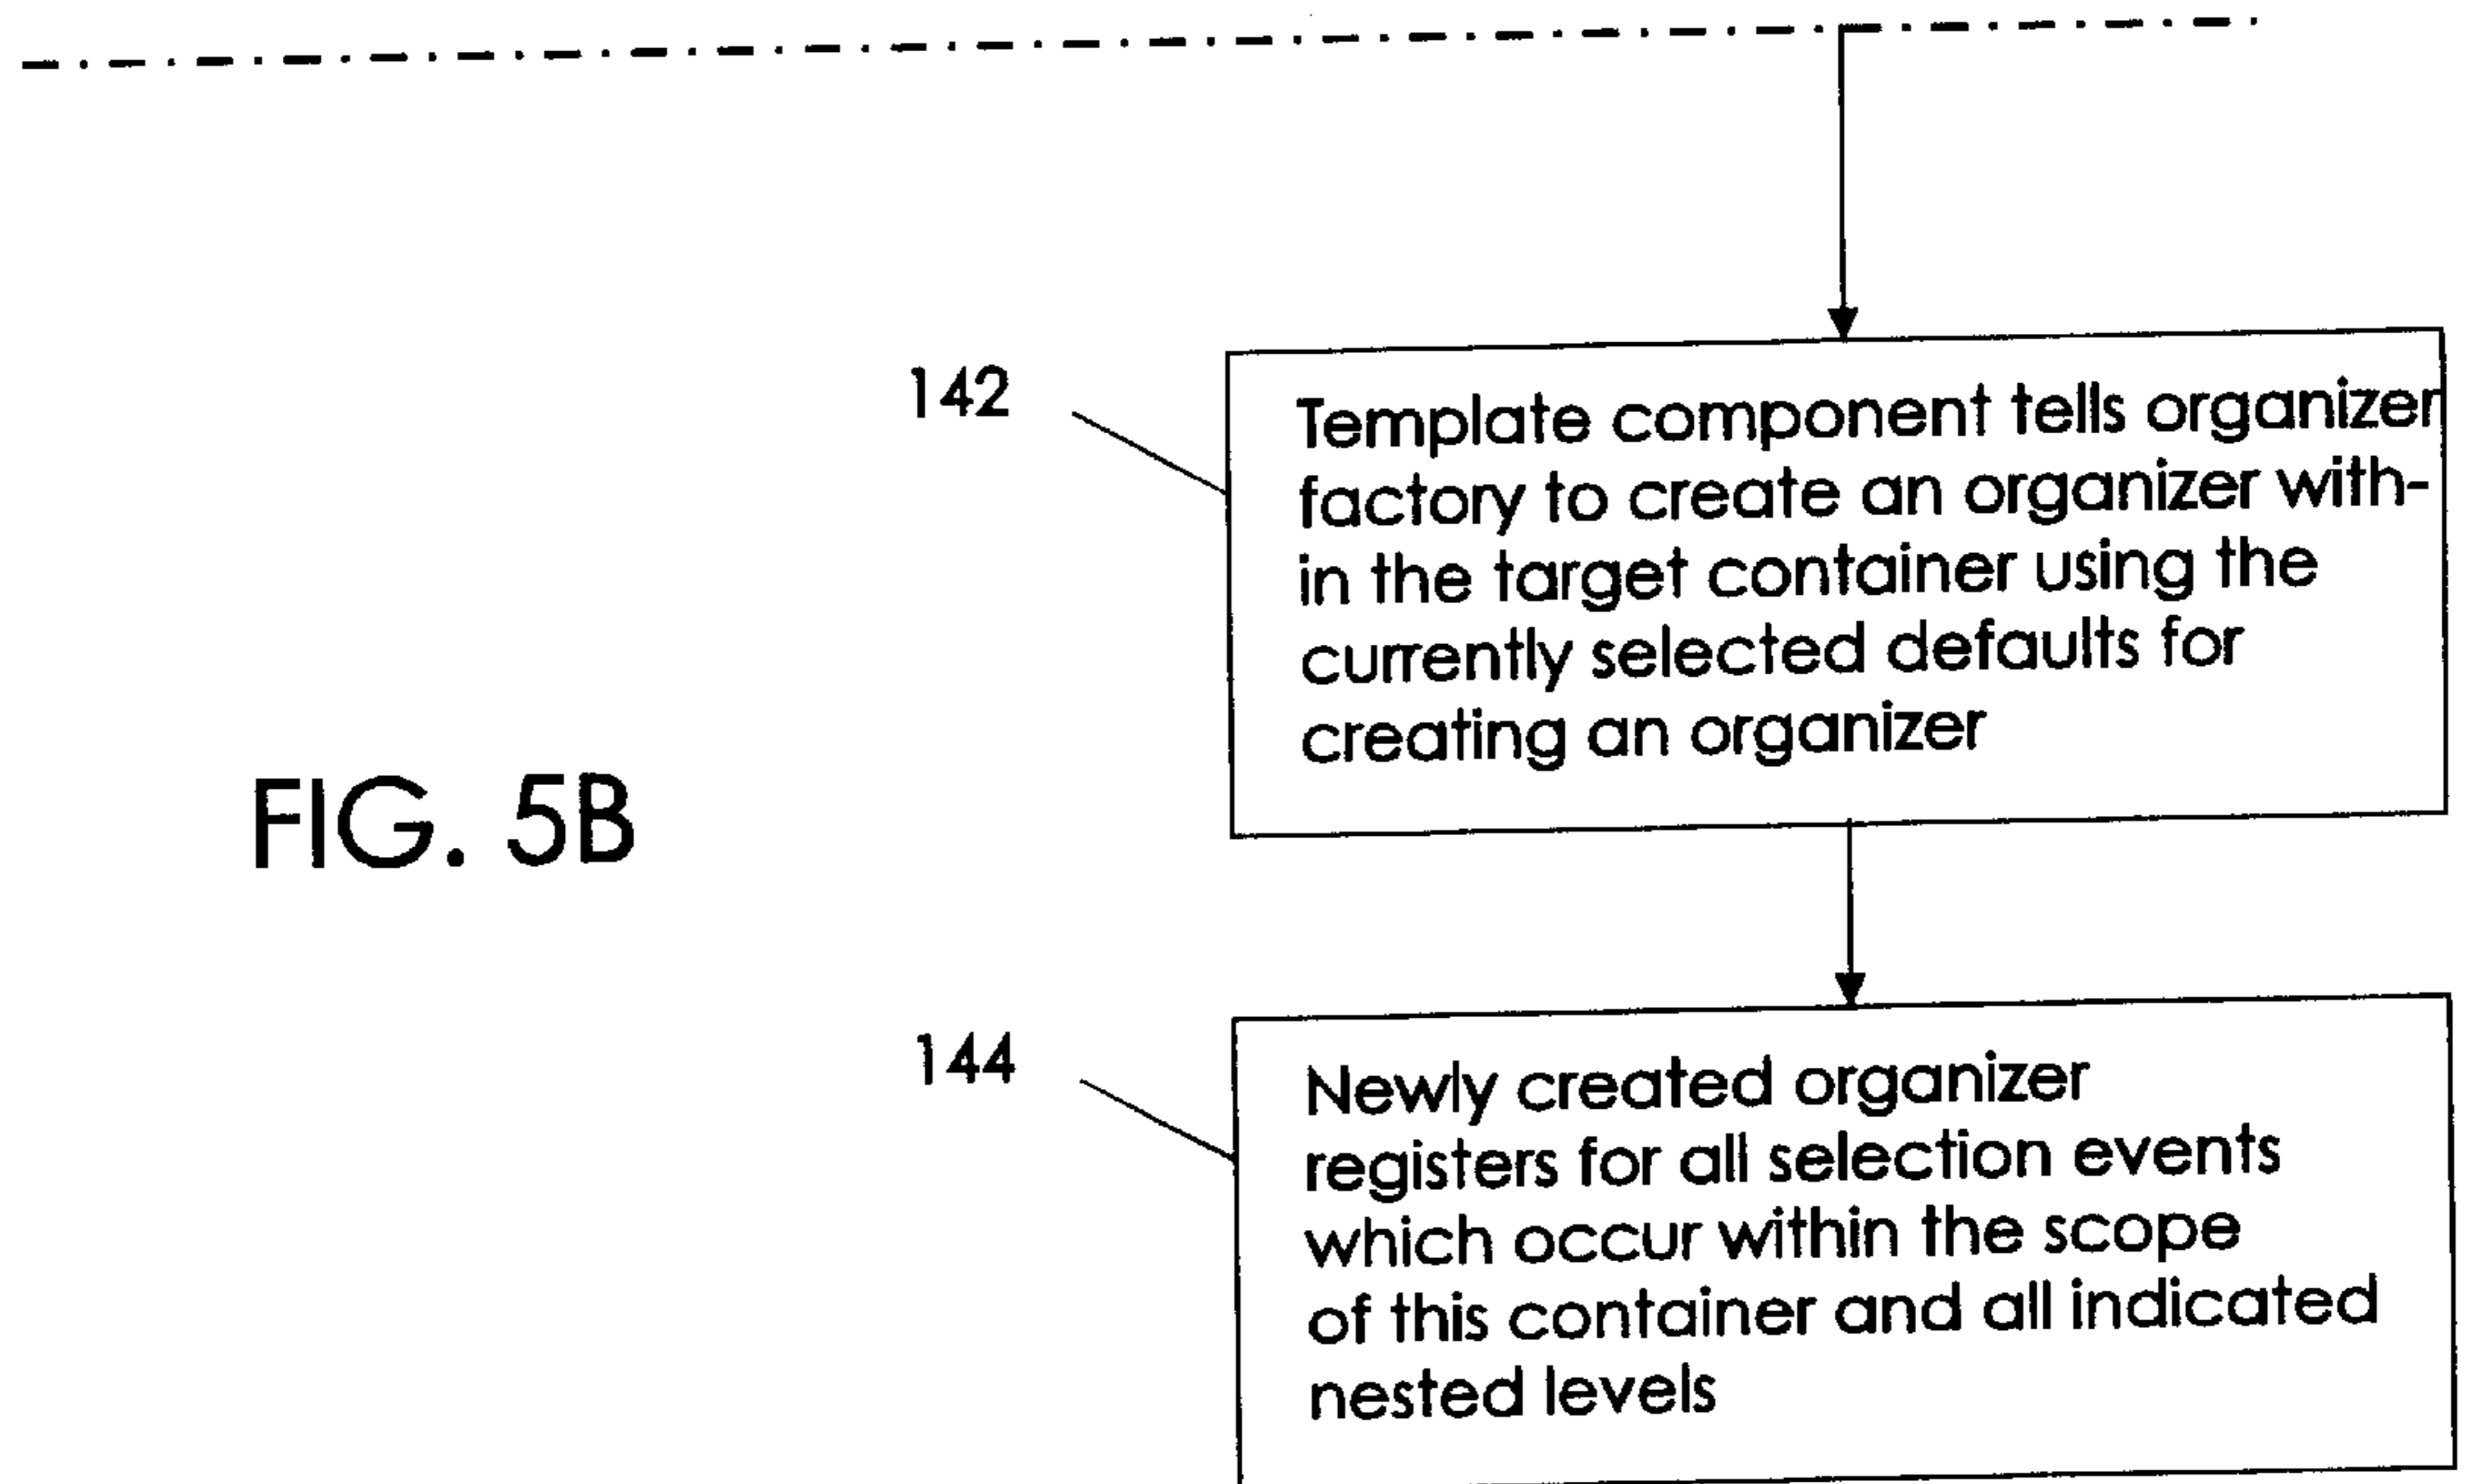 142
Template component tells organizer
factory to create an organizer with-
in the target container using the
currently selected defaults for
creating an organizer
FIG. 5B
144
Newly created organizer
registers for all selection events
which occur within the scope
of this container and all indicated
nested levels